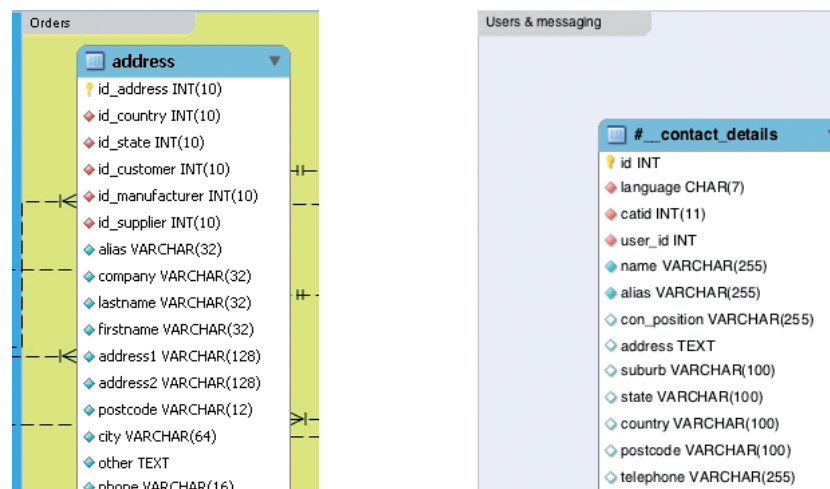 Orders
address
id_address INT(10)
id_country INT(10)
id_state INT(10)
id_customer INT(10)
id_manufacturer INT(10)
id_supplier INT(10)
alias VARCHAR(32)
company VARCHAR(32)
lastname VARCHAR(32)
firstname VARCHAR(32)
address1 VARCHAR(128)
address2 VARCHAR(128)
postcode VARCHAR(12)
city VARCHAR(64)
other TEXT
phone VARCHAR(16)
Users & messaging
#__contact_details
id INT
language CHAR(7)
catid INT(11)
user_id INT
name VARCHAR(255)
alias VARCHAR(255)
con_position VARCHAR(255)
address TEXT
suburb VARCHAR(100)
state VARCHAR(100)
country VARCHAR(100)
postcode VARCHAR(100)
telephone VARCHAR(255)